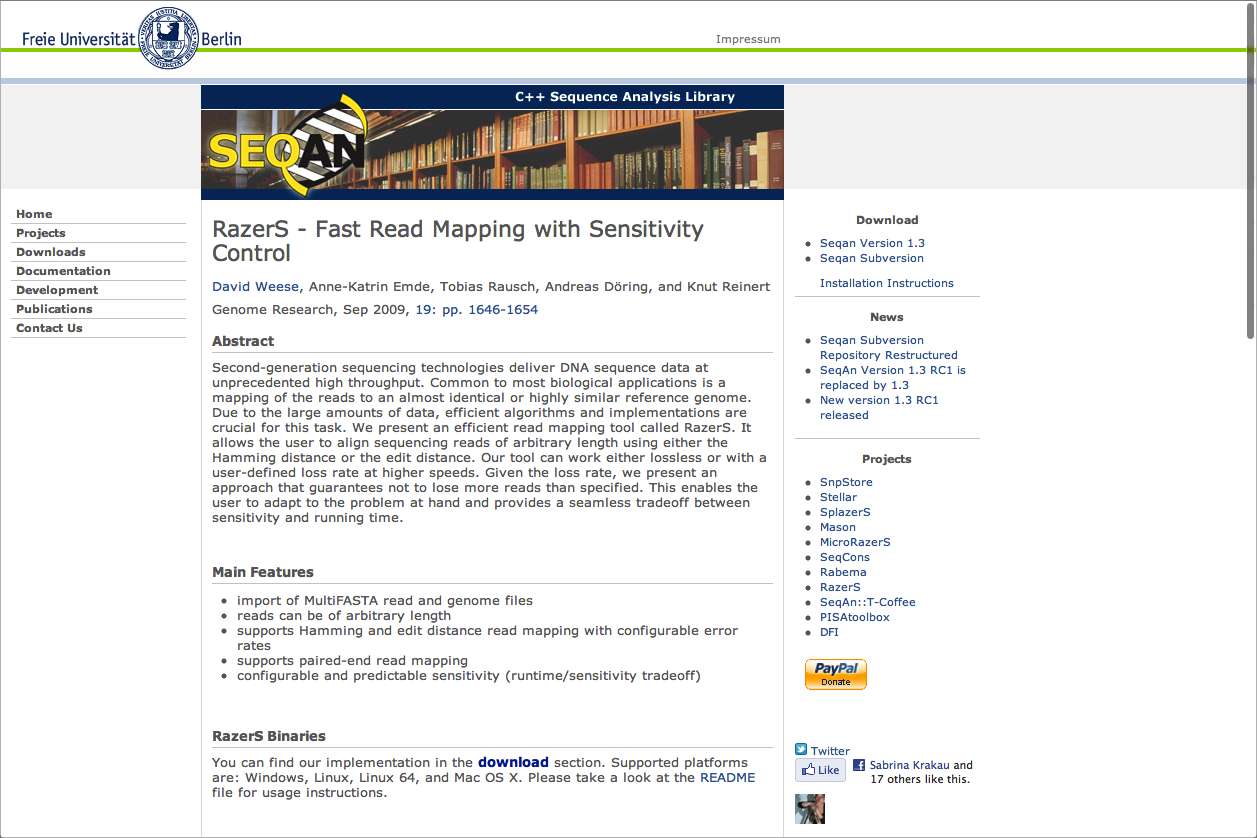 Freie Universität Berlin
Impressum
C++ Sequence Analysis Library
SEQAN
Home
Projects
Downloads
Documentation
Development
Publications
Contact Us
RazerS - Fast Read Mapping with Sensitivity
Control
David Weese, Anne-Katrin Emde, Tobias Rausch, Andreas Döring, and Knut Reinert
Genome Research, Sep 2009, 19: pp. 1646-1654
Abstract
Second-generation sequencing technologies deliver DNA sequence data at
unprecedented high throughput. Common to most biological applications is a
mapping of the reads to an almost identical or highly similar reference genome.
Due to the large amounts of data, efficient algorithms and implementations are
crucial for this task. We present an efficient read mapping tool called RazerS. It
allows the user to align sequencing reads of arbitrary length using either the
Hamming distance or the edit distance. Our tool can work either lossless or with a
user-defined loss rate at higher speeds. Given the loss rate, we present an
approach that guarantees not to lose more reads than specified. This enables the
user to adapt to the problem at hand and provides a seamless tradeoff between
sensitivity and running time.
Main Features
import of MultiFASTA read and genome files
reads can be of arbitrary length
supports Hamming and edit distance read mapping with configurable error
rates
supports paired-end read mapping
configurable and predictable sensitivity (runtime/sensitivity tradeoff)
RazerS Binaries
You can find our implementation in the download section. Supported platforms
are: Windows, Linux, Linux 64, and Mac OS X. Please take a look at the README
file for usage instructions.
Download
Seqan Version 1.3
Seqan Subversion
Installation Instructions
News
Seqan Subversion
Repository Restructured
SeqAn Version 1.3 RC1 is
replaced by 1.3
New version 1.3 RC1
released
Projects
SnpStore
Stellar
SplazerS
Mason
MicroRazerS
SeqCons
Rabema
RazerS
SeqAn::T-Coffee
PISAtoolbox
DFI
PayPal
Donate
Twitter
Like
Sabrina Krakau and
17 others like this.